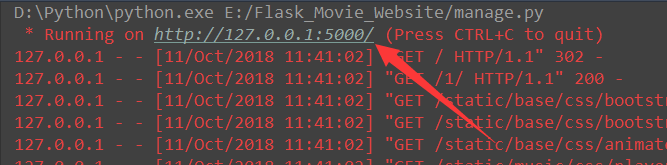 D:\Python\python.exe E:/Flask_Movie_Website/manage.py
* Running on http://127.0.0.1:5000/ (Press CTRL+C to quit)
127.0.0.1 - - [11/Oct/2018 11:41:02] "GET / HTTP/1.1" 302 -
127.0.0.1 - - [11/Oct/2018 11:41:02] "GET /1/ HTTP/1.1" 200 -
127.0.0.1 - - [11/Oct/2018 11:41:02] "GET /static/base/css/bootstr
127.0.0.1 - - [11/Oct/2018 11:41:02] "GET /static/base/css/bootstr
127.0.0.1 - - [11/Oct/2018 11:41:02] "GET /static/base/css/animat